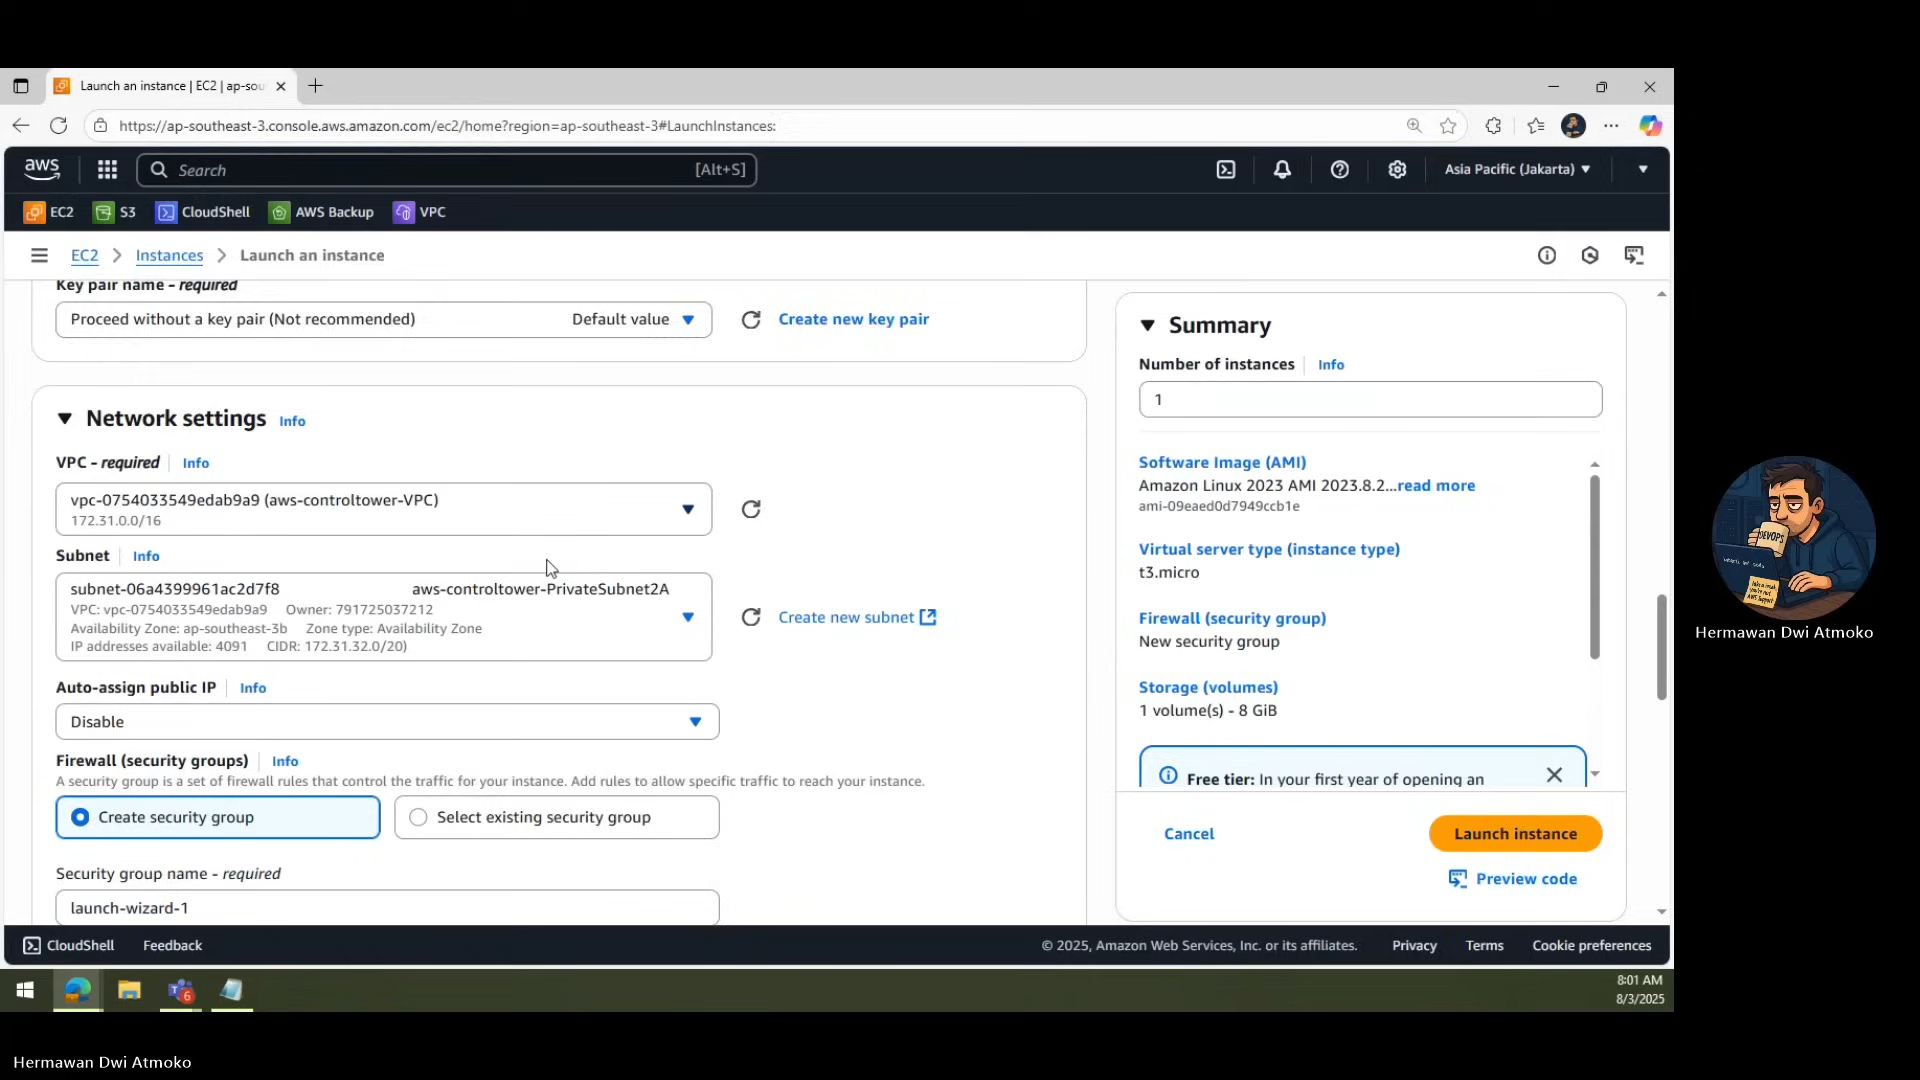 Launch an instance | EC2 | ap-sou
https://ap-southeast-3.console.aws.amazon.com/ec2/home?region=ap-southeast-3#LaunchInstances:
aws
Search
[Alt+S]
Asia Pacific (Jakarta)
EC2
S3
CloudShell
AWS Backup
VPC
EC2
Instances
Launch an instance
Key pair name - required
Proceed without a key pair (Not recommended)
Default value
Create new key pair
Network settings
Info
VPC - required
Info
vpc-0754033549edab9a9 (aws-controltower-VPC)
172.31.0.0/16
Subnet
Info
subnet-06a4399961ac2d7f8
aws-controltower-PrivateSubnet2A
VPC: vpc-0754033549edab9a9 Owner: 791725037212
Availability Zone: ap-southeast-3b Zone type: Availability Zone
IP addresses available: 4091 CIDR: 172.31.32.0/20)
Create new subnet
Auto-assign public IP
Info
Disable
Firewall (security groups)
Info
A security group is a set of firewall rules that control the traffic for your instance. Add rules to allow specific traffic to reach your instance.
Create security group
Select existing security group
Security group name - required
launch-wizard-1
Summary
Number of instances
Info
1
Software Image (AMI)
Amazon Linux 2023 AMI 2023.8.2...read more
ami-09eaed0d7949ccb1e
Virtual server type (instance type)
t3.micro
Firewall (security group)
New security group
Storage (volumes)
1 volume(s) - 8 GiB
Free tier: In your first year of opening an
Cancel
Launch instance
Preview code
CloudShell
Feedback
© 2025, Amazon Web Services, Inc. or its affiliates.
Privacy
Terms
Cookie preferences
6
8:01 AM
8/3/2025
DEVOPS
Hermawan Dwi Atmoko
Hermawan Dwi Atmoko